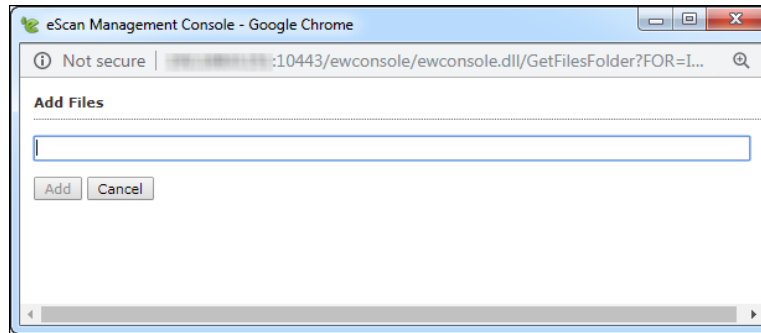 eScan Management Console - Google Chrome
Not secure | :10443/ewconsole/ewconsole.dll/GetFilesFolder?FOR=I...
Add Files
Add Cancel